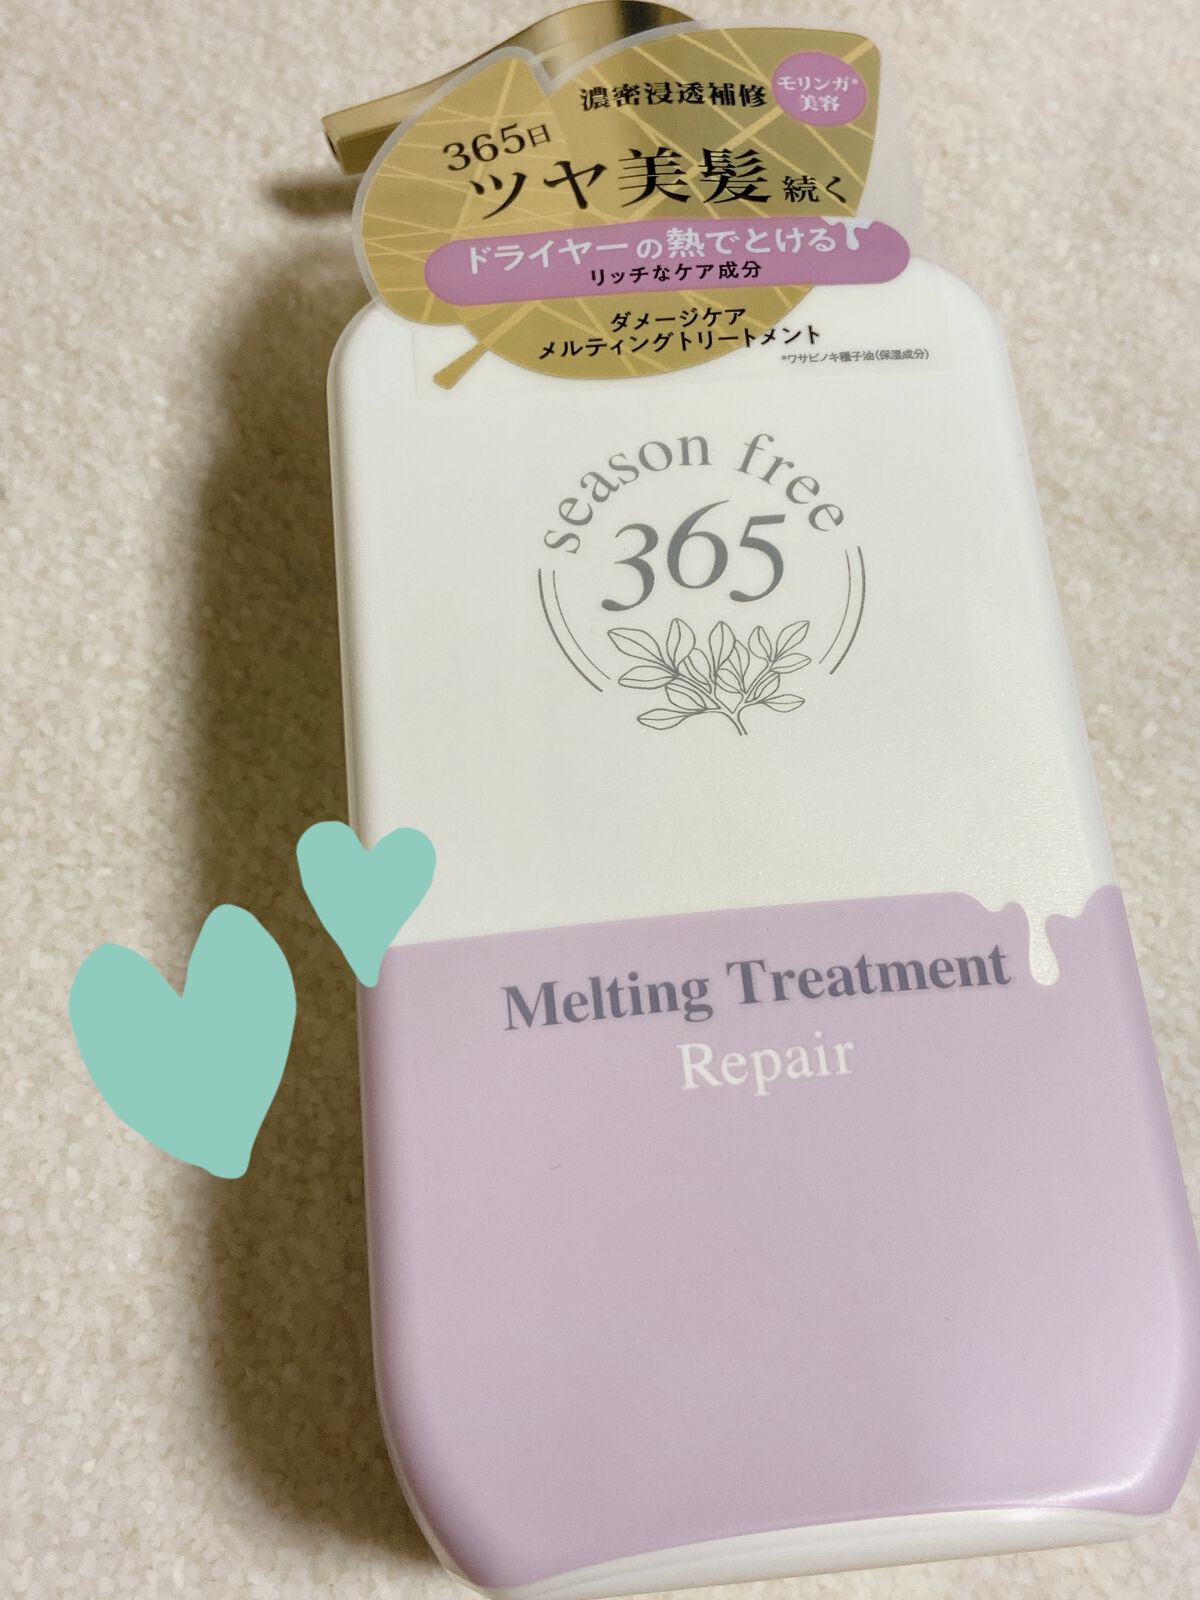 濃密浸透補修
モリンガ*
美容
365日
ツヤ美髪続く
ドライヤーの熱でとける
リッチなケア成分
ダメージケア
メルティングトリートメント
*ワサビノキ種子油(保湿成分)
season free
365
Melting Treatment
Repair